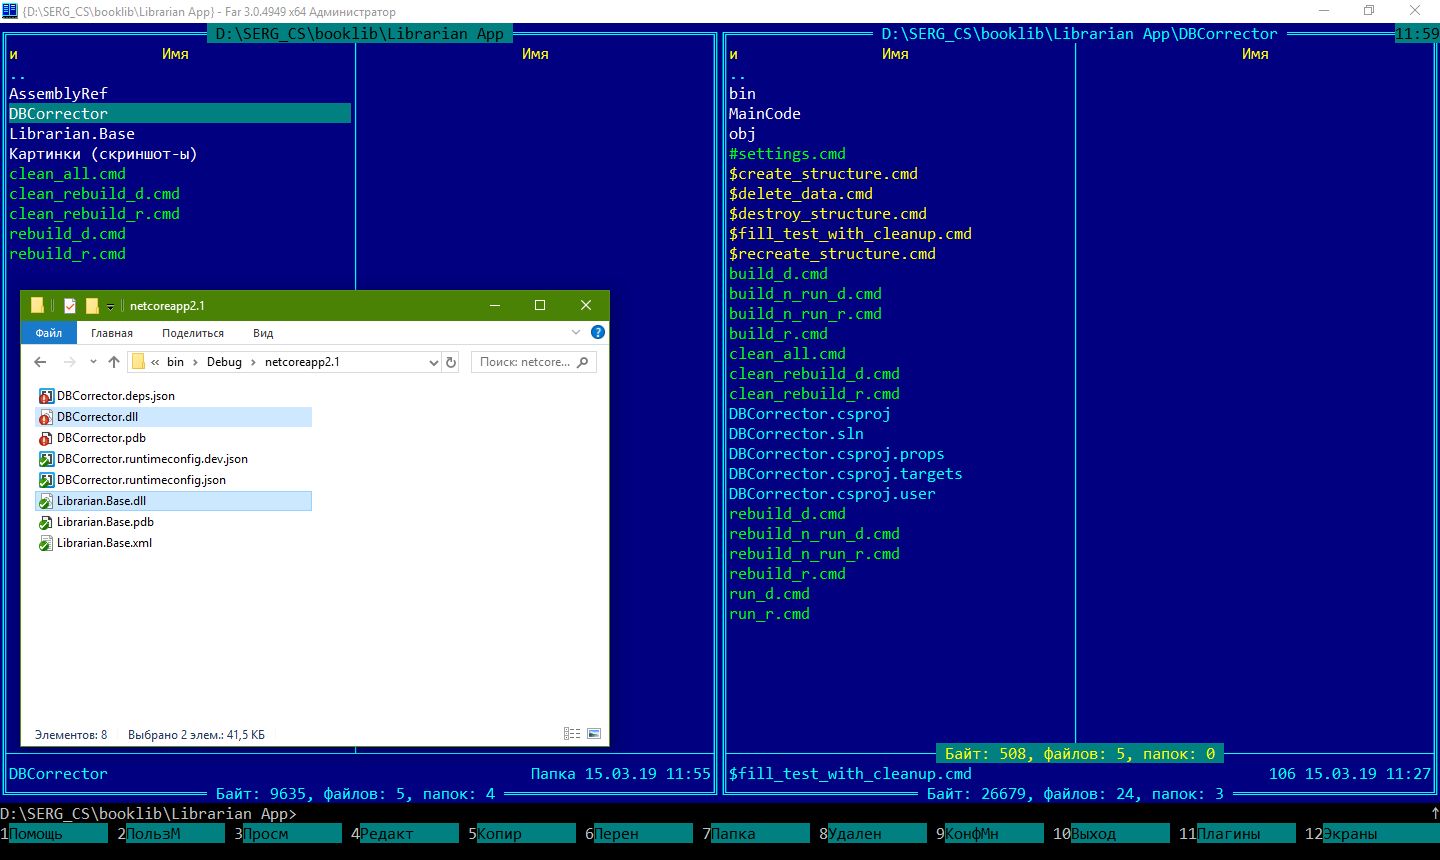 {D:\SERG_CS\booklib\Librarian App} - Far 3.0.4949 x64 Администратор
D:\SERG_CS\booklib\Librarian App
и Имя Имя
..
AssemblyRef
DBCorrector
Librarian.Base
Картинки (скриншот-ы)
clean_all.cmd
clean_rebuild_d.cmd
clean_rebuild_r.cmd
rebuild_d.cmd
rebuild_r.cmd
netcoreapp2.1
Файл Главная Поделиться Вид
« bin > Debug > netcoreapp2.1 Поиск: netcore...
DBCorrector.deps.json
DBCorrector.dll
DBCorrector.pdb
DBCorrector.runtimeconfig.dev.json
DBCorrector.runtimeconfig.json
Librarian.Base.dll
Librarian.Base.pdb
Librarian.Base.xml
Элементов: 8 Выбрано 2 элем.: 41,5 КБ
DBCorrector Папка 15.03.19 11:55
Байт: 9635, файлов: 5, папок: 4
D:\SERG_CS\booklib\Librarian App\DBCorrector 11:59
и Имя Имя
..
bin
MainCode
obj
#settings.cmd
$create_structure.cmd
$delete_data.cmd
$destroy_structure.cmd
$fill_test_with_cleanup.cmd
$recreate_structure.cmd
build_d.cmd
build_n_run_d.cmd
build_n_run_r.cmd
build_r.cmd
clean_all.cmd
clean_rebuild_d.cmd
clean_rebuild_r.cmd
DBCorrector.csproj
DBCorrector.sln
DBCorrector.csproj.props
DBCorrector.csproj.targets
DBCorrector.csproj.user
rebuild_d.cmd
rebuild_n_run_d.cmd
rebuild_n_run_r.cmd
rebuild_r.cmd
run_d.cmd
run_r.cmd
Байт: 508, файлов: 5, папок: 0
$fill_test_with_cleanup.cmd 106 15.03.19 11:27
Байт: 26679, файлов: 24, папок: 3
D:\SERG_CS\booklib\Librarian App>
1Помощь 2ПользМ 3Просм 4Редакт 5Копир 6Перен 7Папка 8Удален 9КонфМн 10Выход 11Плагины 12Экраны